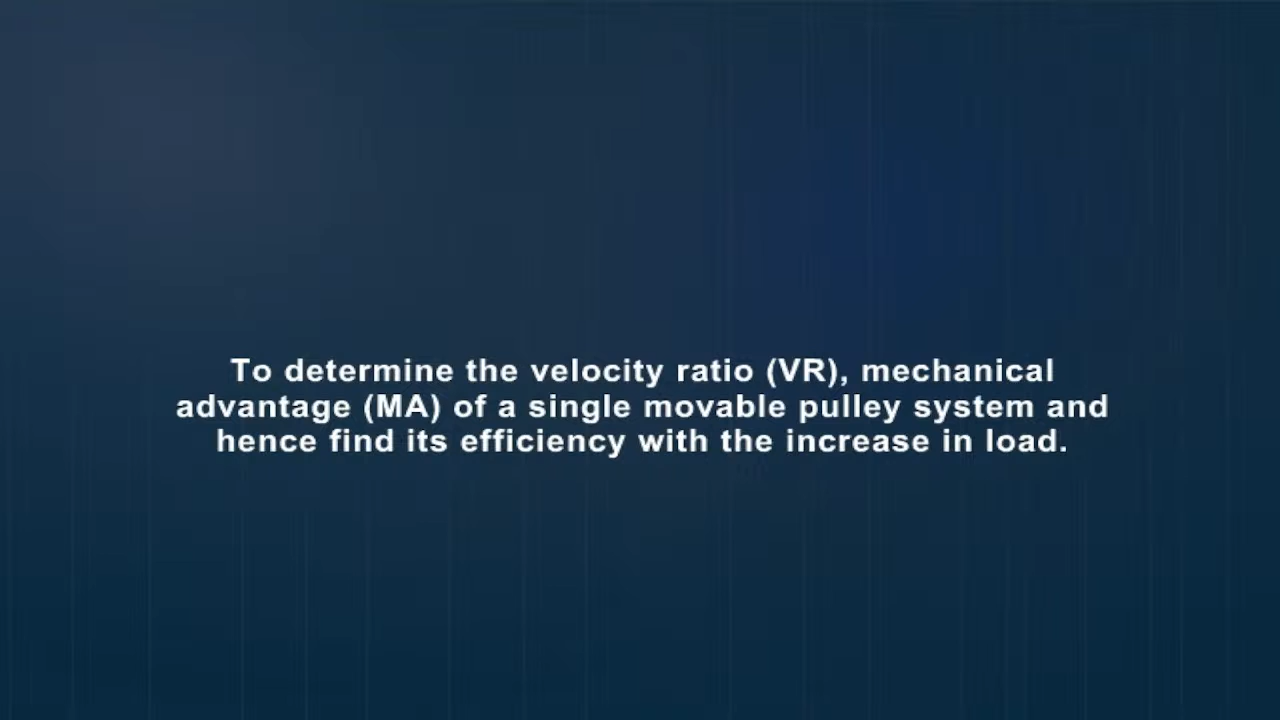 To determine the velocity ratio (VR), mechanical
advantage (MA) of a single movable pulley system and
hence find its efficiency with the increase in load.